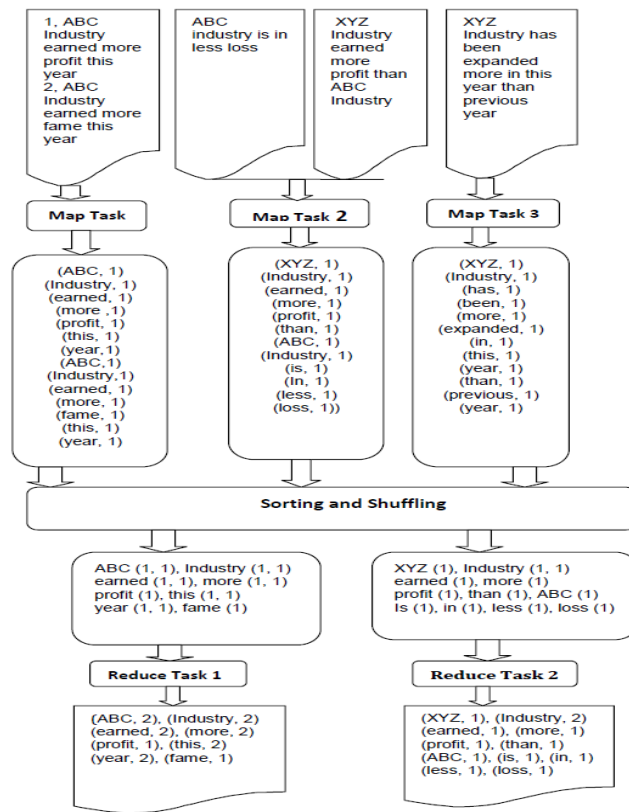 1, ABC
Industry
earned more
profit this
year
2, ABC
Industry
earned more
fame this
year
ABC
industry is in
less loss
XYZ
Industry
earned
more
profit than
ABC
Industry
XYZ
Industry has
been
expanded
more in this
year than
previous
year
Map Task
Map Task 2
Map Task 3
(ABC, 1)
(Industry, 1)
(earned, 1)
(more ,1)
(profit, 1)
(this, 1)
(year,1)
(ABC,1)
(Industry,1)
(earned, 1)
(more, 1)
(fame, 1)
(this, 1)
(year, 1)
(XYZ, 1)
(Industry, 1)
(earned, 1)
(more, 1)
(profit, 1)
(than, 1)
(ABC, 1)
(Industry, 1)
(is, 1)
(In, 1)
(less, 1)
(loss, 1))
(XYZ, 1)
(Industry, 1)
(has, 1)
(been, 1)
(more, 1)
(expanded, 1)
(in, 1)
(this, 1)
(year, 1)
(than, 1)
(previous, 1)
(year, 1)
Sorting and Shuffling
ABC (1, 1), Industry (1, 1)
earned (1, 1), more (1, 1)
profit (1), this (1, 1)
year (1, 1), fame (1)
XYZ (1), Industry (1, 1)
earned (1), more (1)
profit (1), than (1), ABC (1)
Is (1), in (1), less (1), loss (1)
Reduce Task 1
Reduce Task 2
(ABC, 2), (Industry, 2)
(earned, 2), (more, 2)
(profit, 1), (this, 2)
(year, 2), (fame, 1)
(XYZ, 1), (Industry, 2)
(earned, 1), (more, 1)
(profit, 1), (than, 1)
(ABC, 1), (is, 1), (in, 1)
(less, 1), (loss, 1)